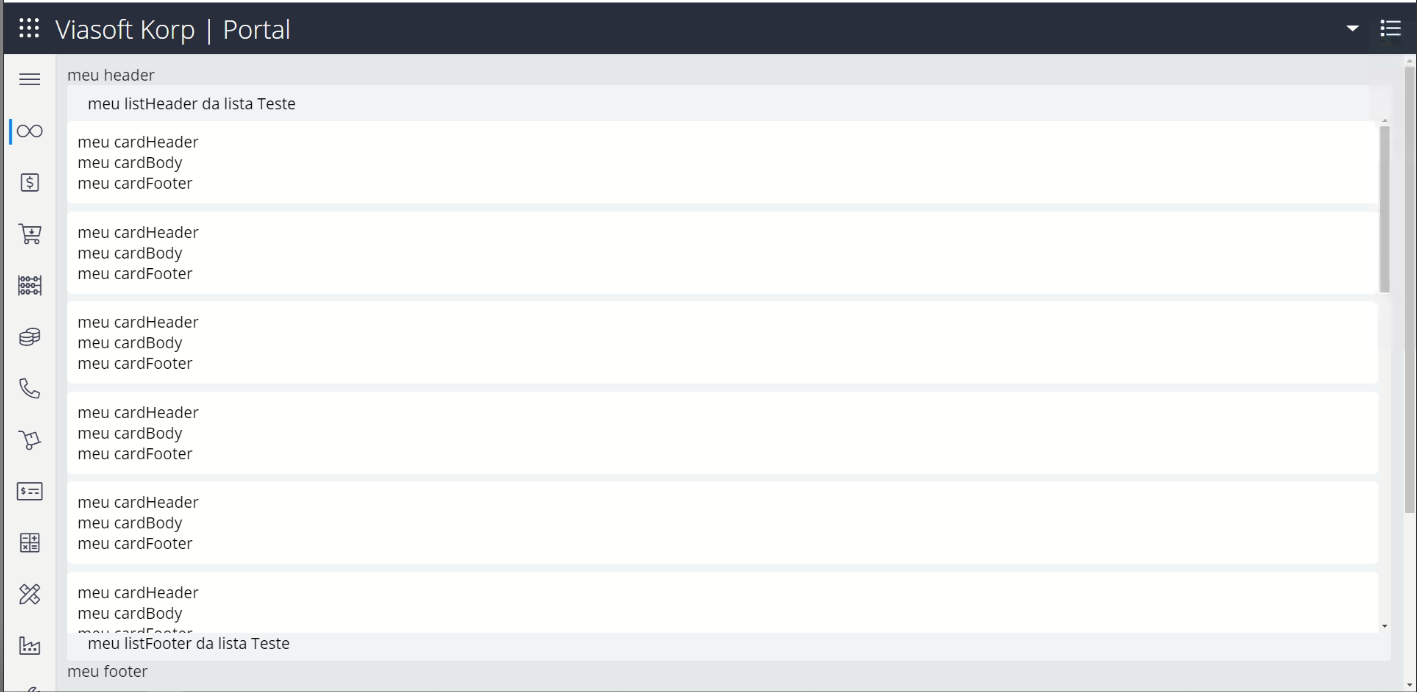 Viasoft Korp | Portal
meu header
meu listHeader da lista Teste
meu cardHeader
meu cardBody
meu cardFooter
meu cardHeader
meu cardBody
meu cardFooter
meu cardHeader
meu cardBody
meu cardFooter
meu cardHeader
meu cardBody
meu cardFooter
meu cardHeader
meu cardBody
meu cardFooter
meu cardHeader
meu cardBody
meu cardFooter
meu listFooter da lista Teste
meu footer